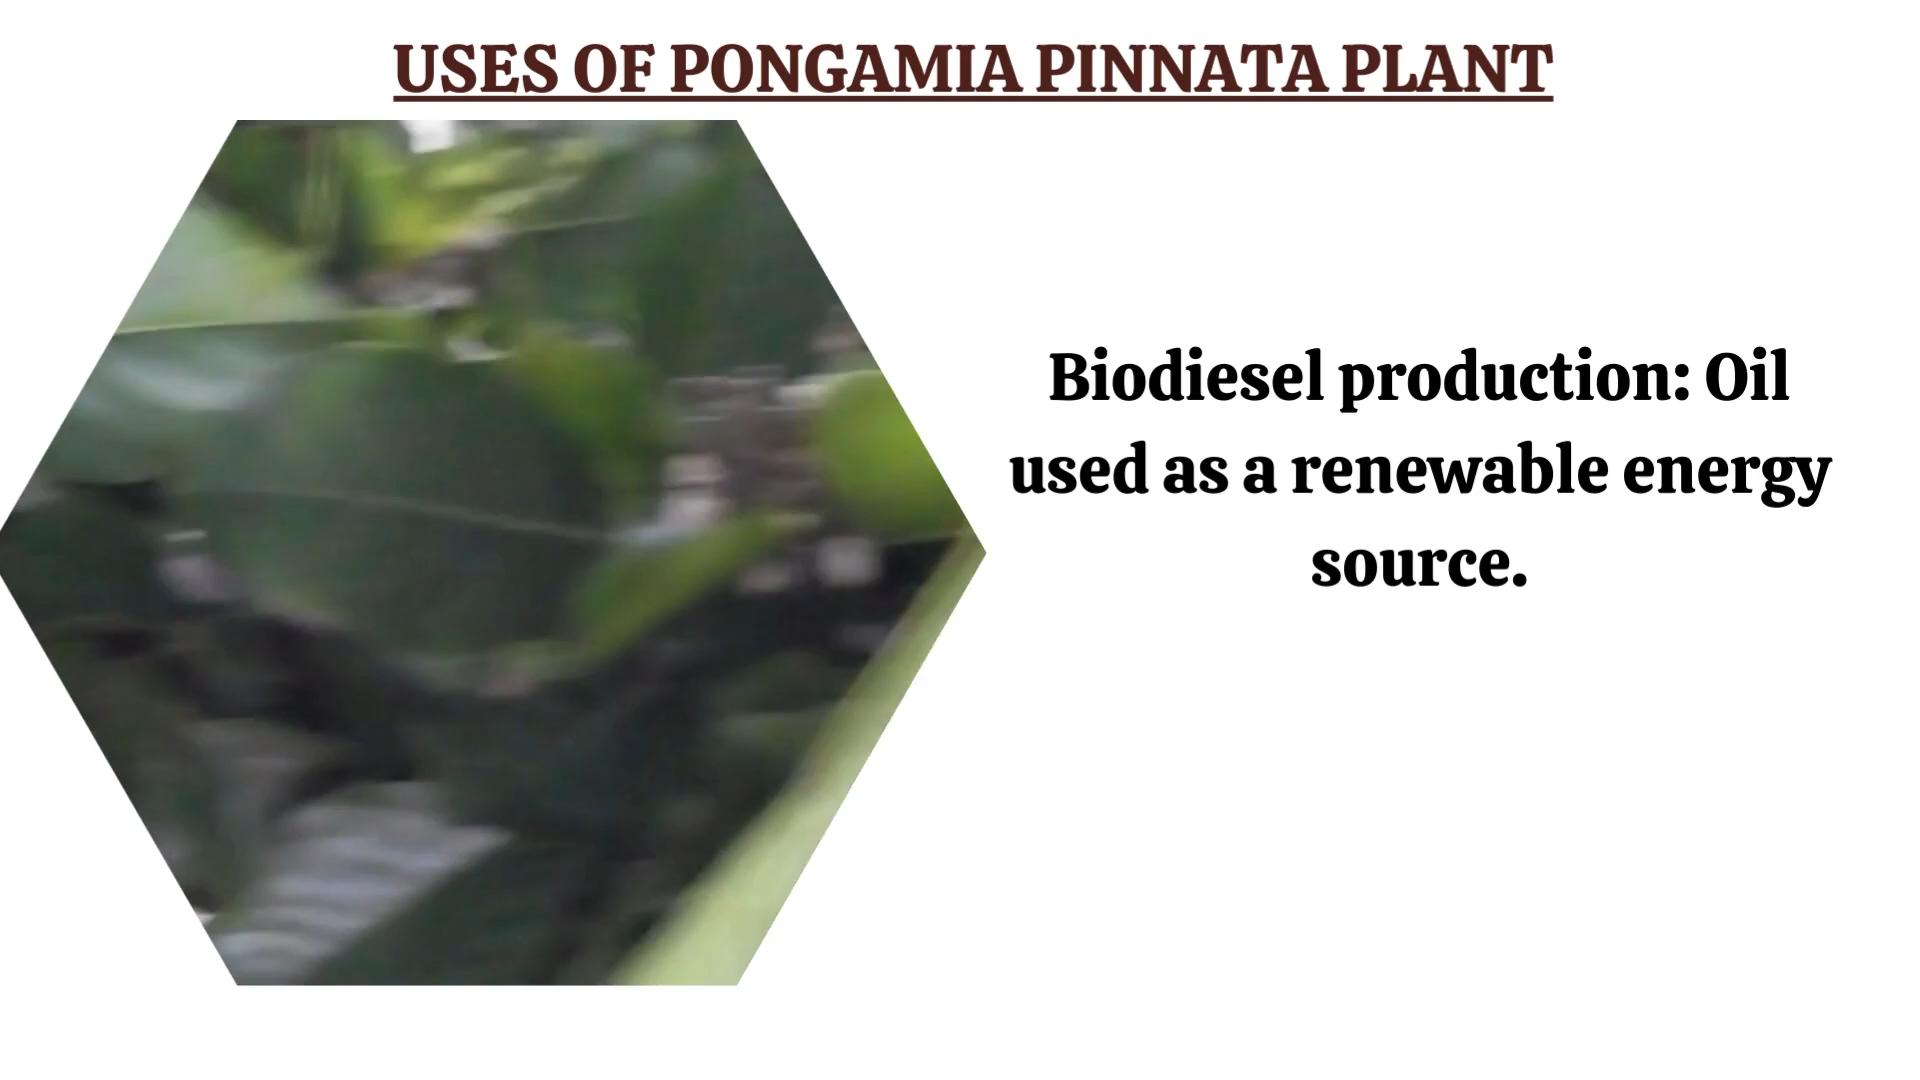 USES OF PONGAMIA PINNATA PLANT
Biodiesel production: Oil
used as a renewable energy
source.